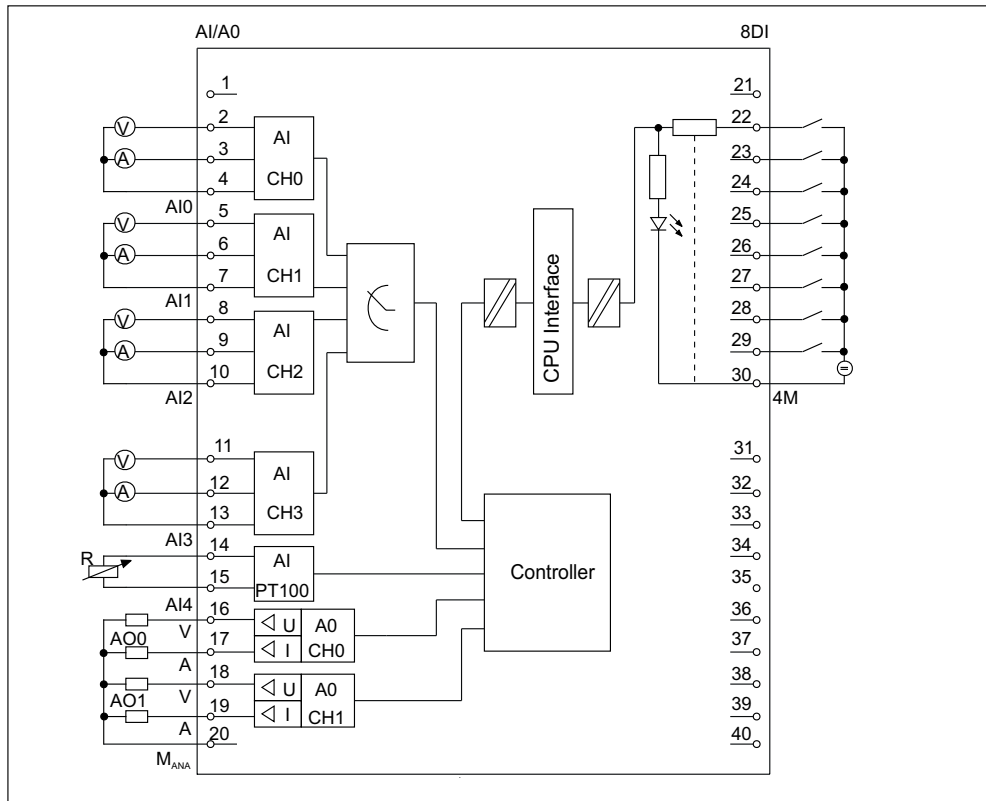 AI/A0
8DI
1
2
V
3
A
4
AI
CH0
AI0
5
V
6
A
7
AI
CH1
AI1
8
V
9
A
10
AI
CH2
AI2
11
V
12
A
13
AI
CH3
AI3
14
R
15
AI
PT100
AI4
16
V
U
A0
CH0
AO0
17
A
I
18
V
U
A0
CH1
AO1
19
A
I
20
M ANA
Controller
CPU Interface
21
22
23
24
25
26
27
28
29
30
=
4M
31
32
33
34
35
36
37
38
39
40